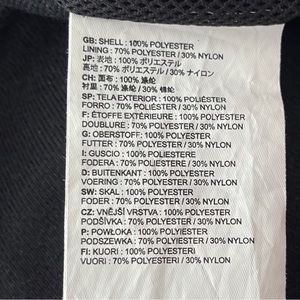 GB: SHELL: 100% POLYESTER
LINING : 70% POLYESTER / 30% NYLON
JP: 表地 : 100% ポリエステル
裏地 : 70% ポリエステル / 30% ナイロン
CH : 面布 : 100% 涤纶
衬里 : 70% 涤纶 / 30% 锦纶
SP: TELA EXTERIOR : 100% POLIÉSTER
FORRO : 70% POLIÉSTER / 30% NYLON
F : ÉTOFFE EXTÉRIEURE : 100% POLYESTER
DOUBLURE : 70% POLYESTER / 30% NYLON
G: OBERSTOFF: 100% POLYESTER
FUTTER : 70% POLYESTER / 30% NYLON
I : GUSCIO : 100% POLIESTERE
FODERA : 70% POLIESTERE / 30% NYLON
D : BUITENKANT : 100% POLYESTER
VOERING : 70% POLYESTER / 30% NYLON
SW: SKAL : 100% POLYESTER
FODER : 70% POLYESTER / 30% NYLON
CZ : VNĚJŠÍ VRSTVA : 100% POLYESTER
PODŠÍVKA : 70% POLYESTER / 30% NYLON
P : POWŁOKA : 100% POLYESTER
PODSZEWKA : 70% POLYESTER / 30% NYLON
FI : KUORI : 100% POLYESTERI
VUORI : 70% POLYESTERI / 30% NYLON